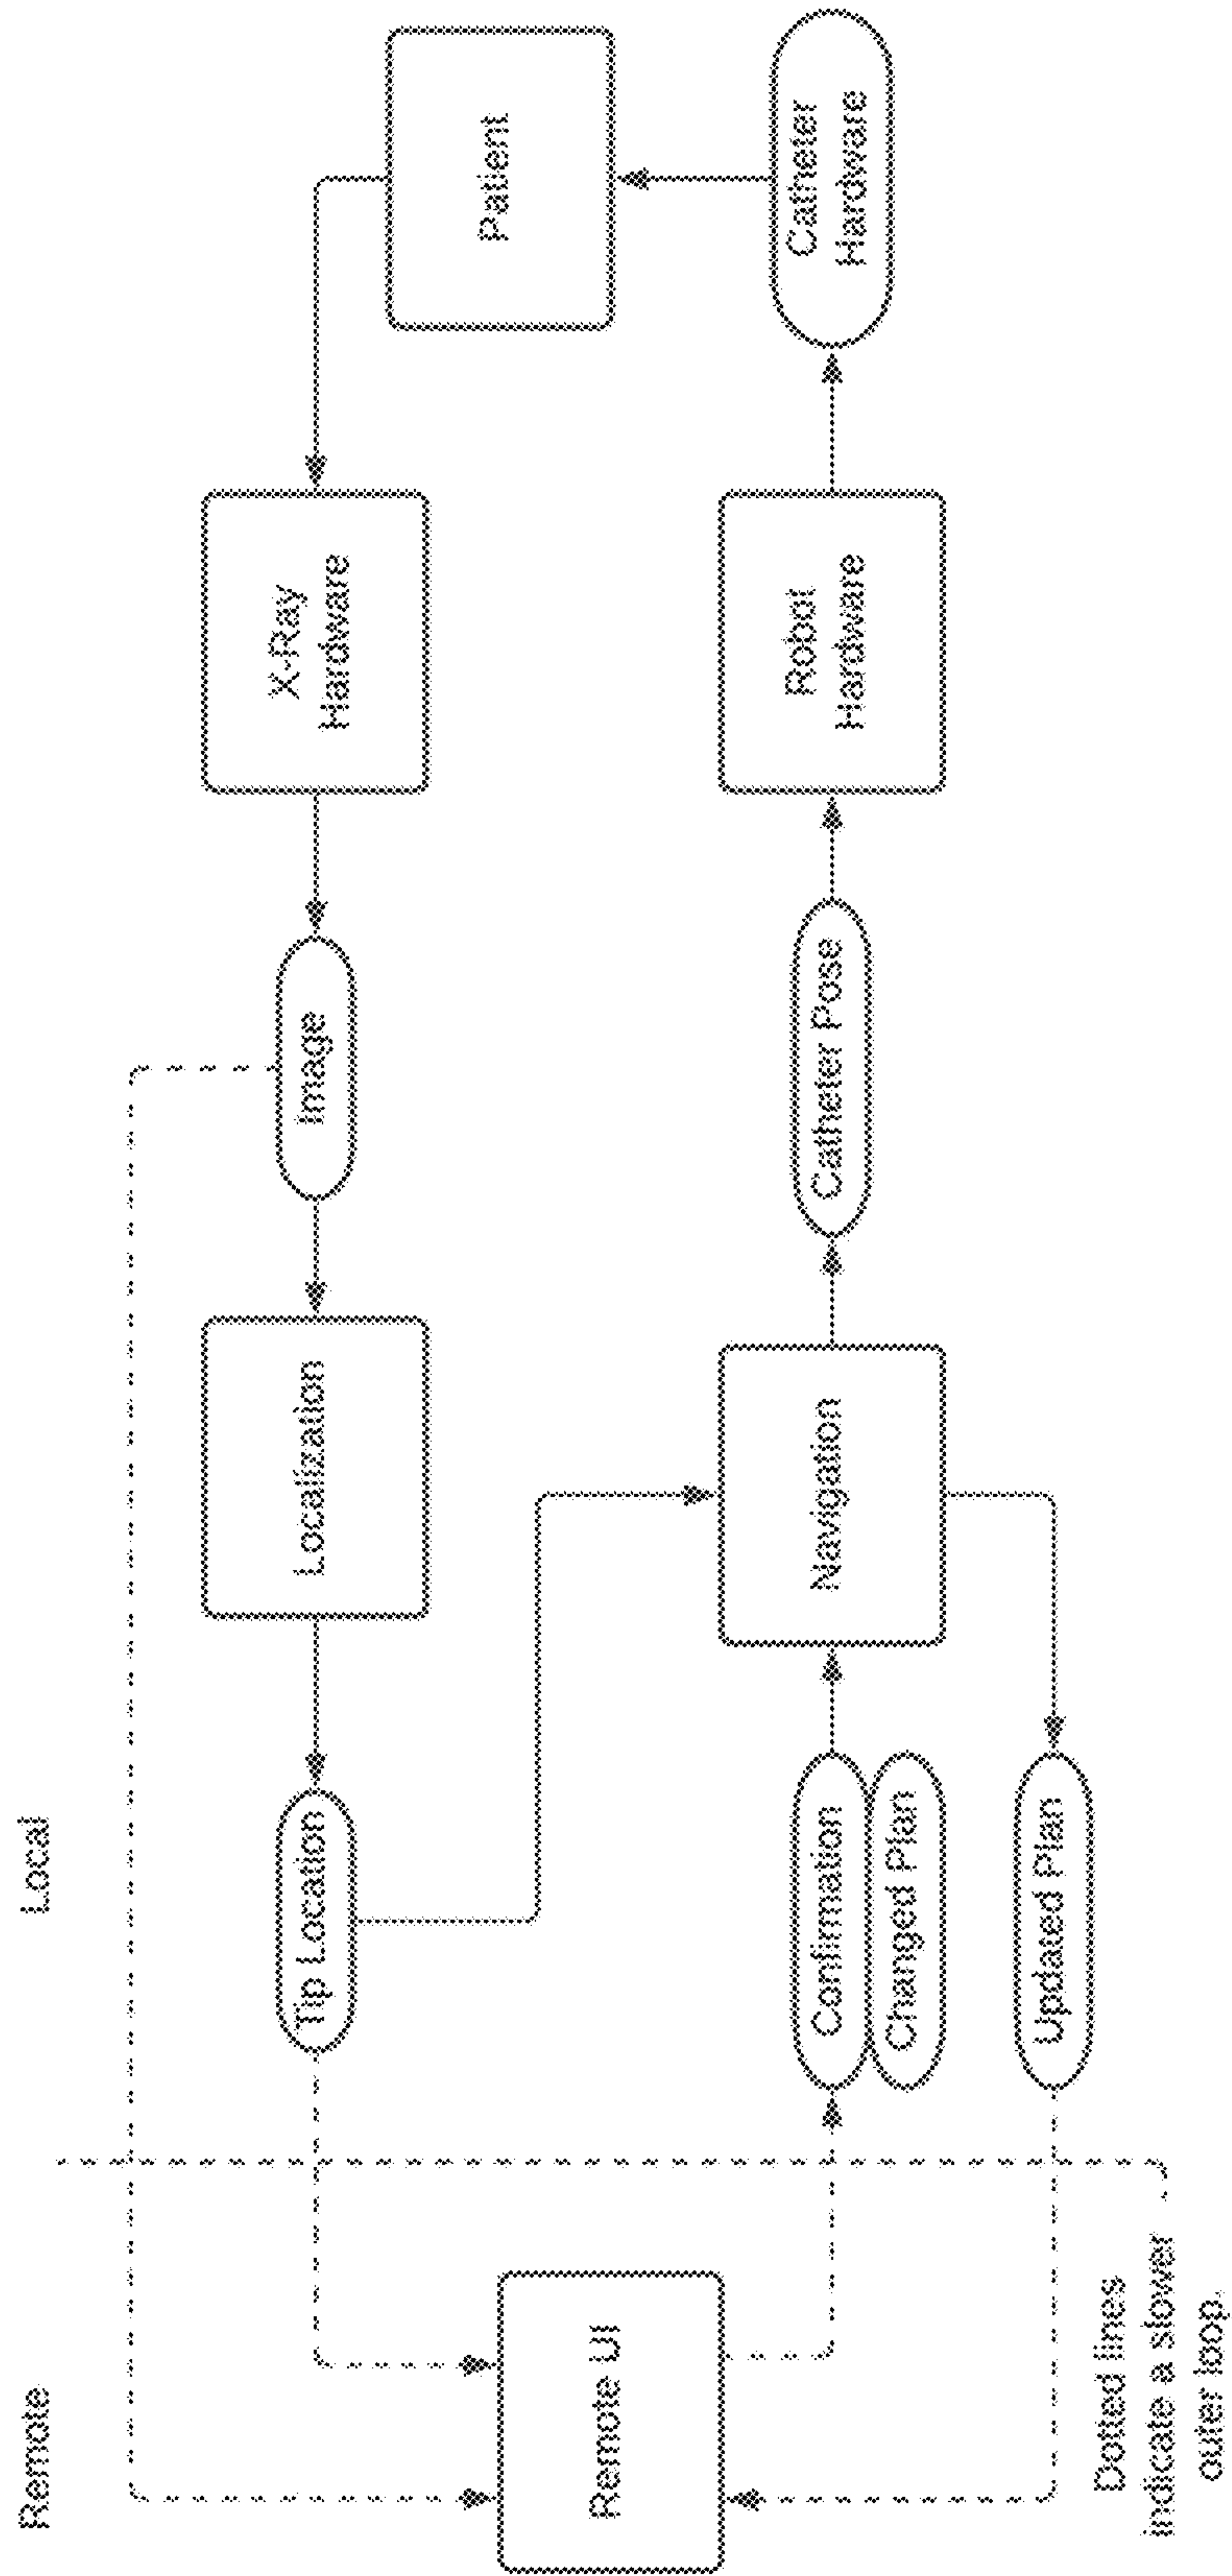 Remote
Local
Remote UI
Tip Location
Localization
Image
X-Ray
Hardware
Patient
Confirmation
Changed Plan
Updated Plan
Navigation
Catheter Pose
Robot
Hardware
Catheter
Hardware
Dotted lines
indicate a slower
outer loop.